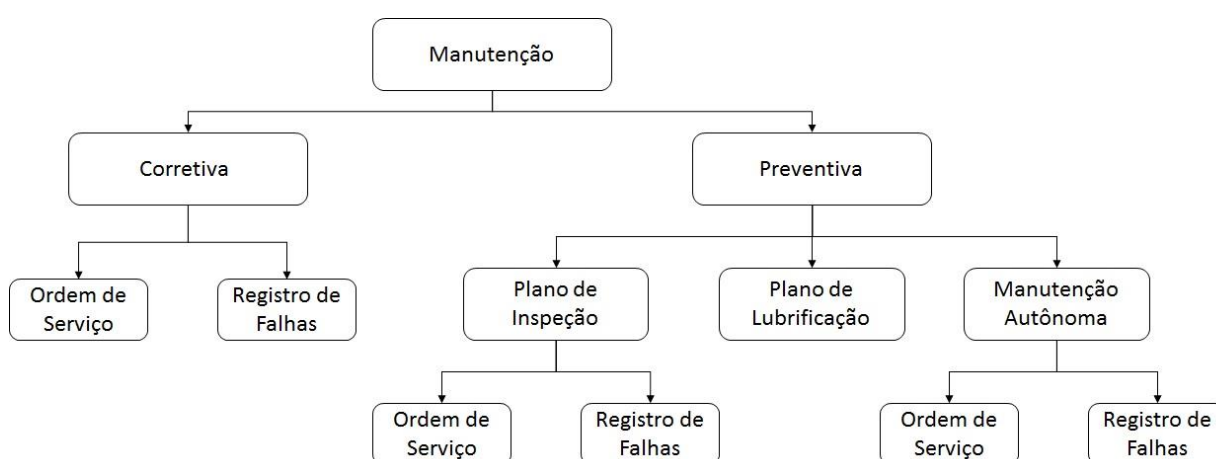 Manutenção
Corretiva
Preventiva
Ordem de
Serviço
Registro de
Falhas
Plano de
Inspeção
Plano de
Lubrificação
Manutenção
Autônoma
Ordem de
Serviço
Registro de
Falhas
Ordem de
Serviço
Registro de
Falhas